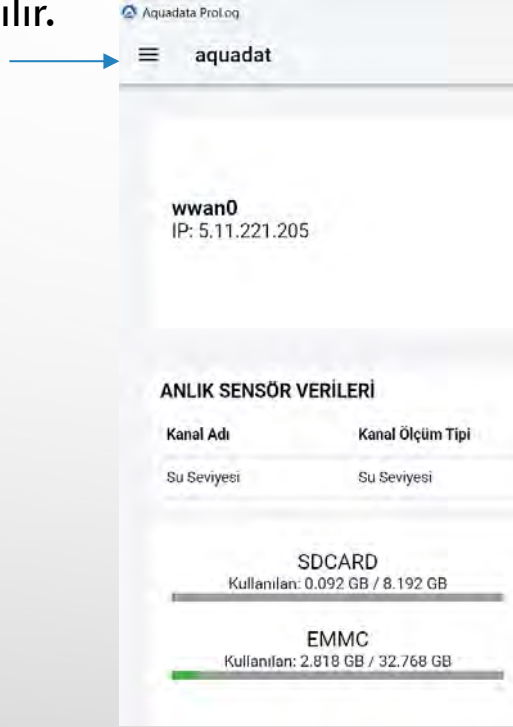 ılır.
Aquadata ProLog
aquadat
wwan0
IP: 5.11.221.205
ANLIK SENSÖR VERİLERİ
Kanal Adı Kanal Ölçüm Tipi
Su Seviyesi Su Seviyesi
SDCARD
Kullanılan: 0.092 GB / 8.192 GB
EMMC
Kullanılan: 2.818 GB / 32.768 GB